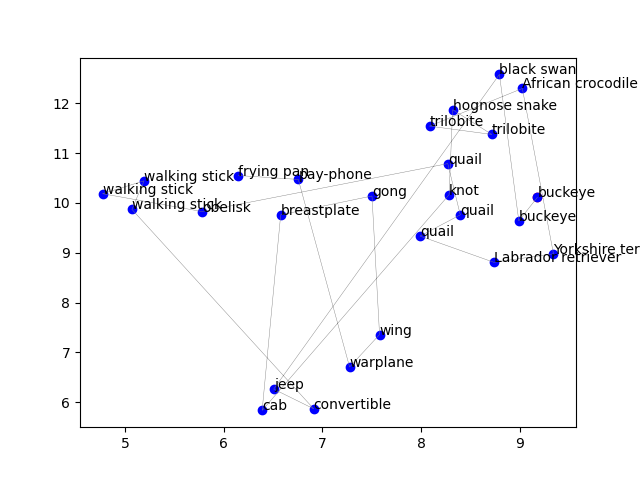 black swan
African crocodile
12
hognose snake
trilobite
trilobite
11
quail
frying pan
pay-phone
walking stick
walking stick
knot
buckeye
gong
10
walking stick
obelisk
breastplate
quail
buckeye
quail
9
Yorkshire ter
Labrador retriever
8
wing
7
warplane
jeep
6
cab
convertible
5
6
7
8
9